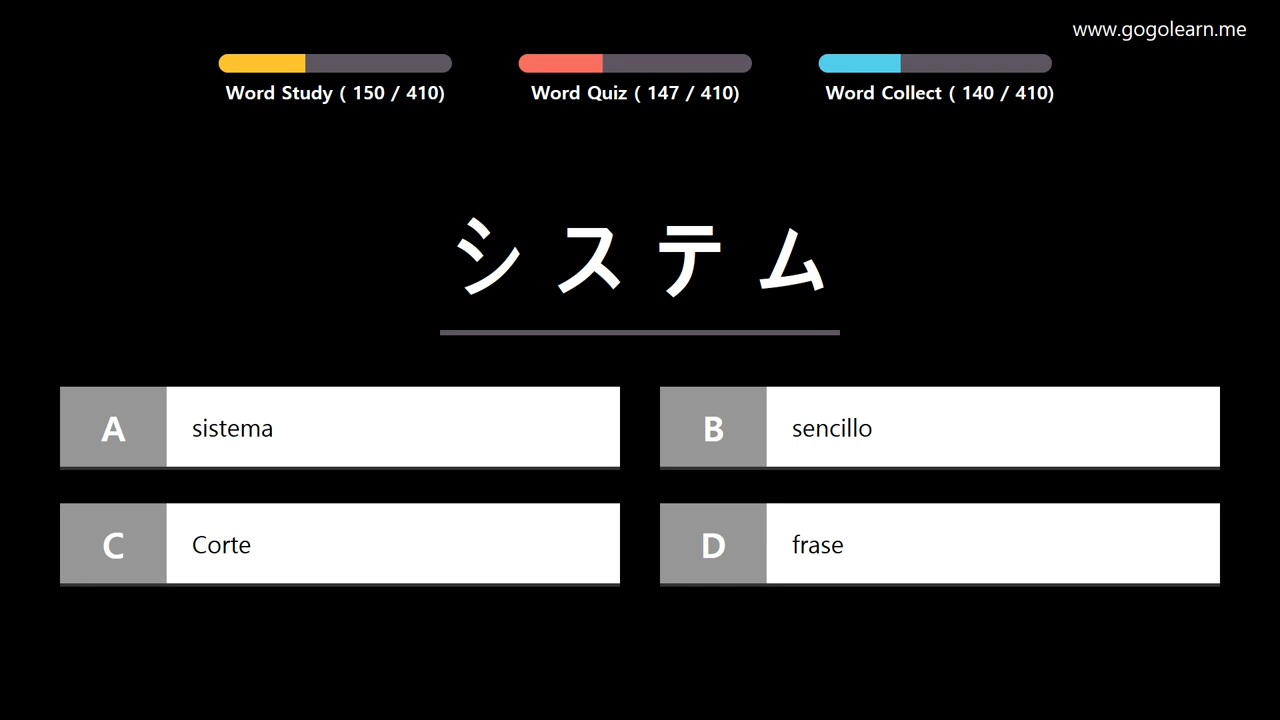 www.gogolearn.me
Word Study ( 150 / 410)
Word Quiz ( 147 / 410)
Word Collect ( 140 / 410)
システム
A sistema
B sencillo
C Corte
D frase